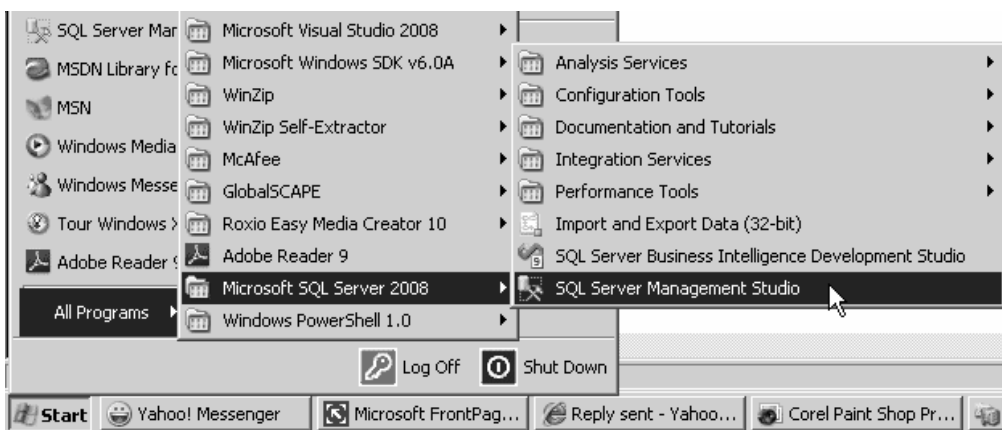 SQL Server Mar
MSDN Library fo
MSN
Windows Media
Windows Messe
Tour Windows X
Adobe Reader 9
All Programs
Microsoft Visual Studio 2008
Microsoft Windows SDK v6.0A
WinZip
WinZip Self-Extractor
McAfee
GlobalSCAPE
Roxio Easy Media Creator 10
Adobe Reader 9
Microsoft SQL Server 2008
Windows PowerShell 1.0
Analysis Services
Configuration Tools
Documentation and Tutorials
Integration Services
Performance Tools
Import and Export Data (32-bit)
SQL Server Business Intelligence Development Studio
SQL Server Management Studio
Log Off
Shut Down
Start
Yahoo! Messenger
Microsoft FrontPag...
Reply sent - Yahoo...
Corel Paint Shop Pr...